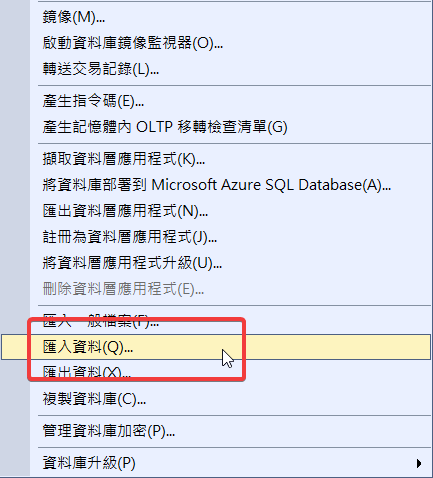 鏡像(M)...
啟動資料庫鏡像監視器(O)...
轉送交易記錄(L)...
產生指令碼(E)...
產生記憶體內 OLTP 移轉檢查清單(G)
擷取資料層應用程式(K)...
將資料庫部署到 Microsoft Azure SQL Database(A)...
匯出資料層應用程式(N)...
註冊為資料層應用程式(J)...
將資料層應用程式升級(U)...
刪除資料層應用程式(E)...
匯入一般檔案(F)...
匯入資料(Q)...
匯出資料(X)...
複製資料庫(C)...
管理資料庫加密(P)...
資料庫升級(P)